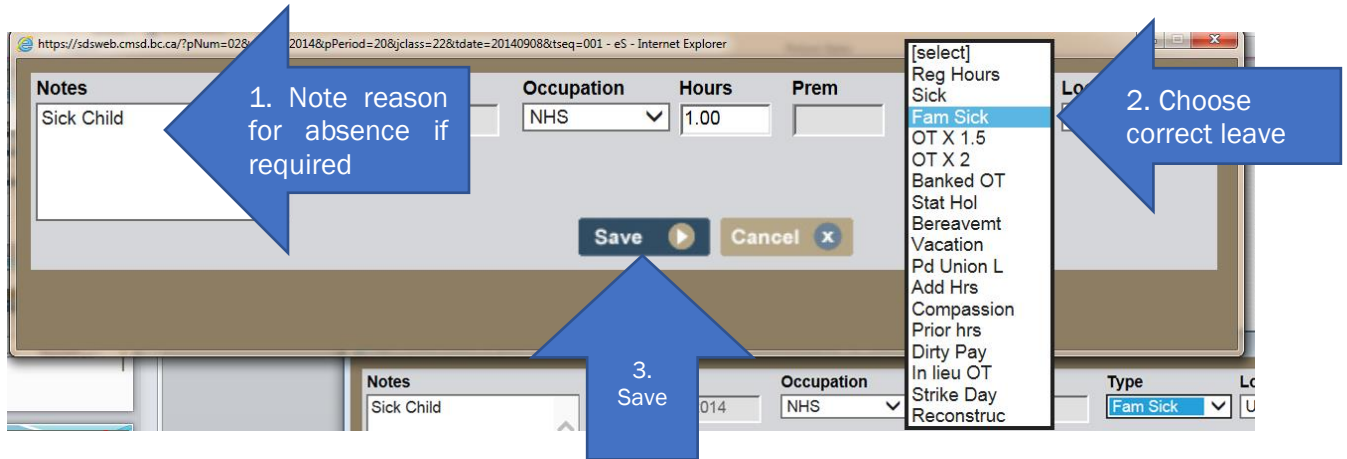 https://sdsweb.cmsd.bc.ca/?pNum=02& 2014&pPeriod=20&jclass=22&tdate=20140908&tseq=001 - eS - Internet Explorer
Notes
Sick Child
1. Note reason
for absence if
required
Occupation
NHS
Hours
1.00
Prem
[select]
Reg Hours
Sick
Fam Sick
OT X 1.5
OT X 2
Banked OT
Stat Hol
Bereavemt
Vacation
Pd Union L
Add Hrs
Compassion
Prior hrs
Dirty Pay
In lieu OT
Strike Day
Reconstruc
2. Choose
correct leave
Save
Cancel x
3.
Save
Notes
Sick Child
014
Occupation
NHS
Type
Fam Sick